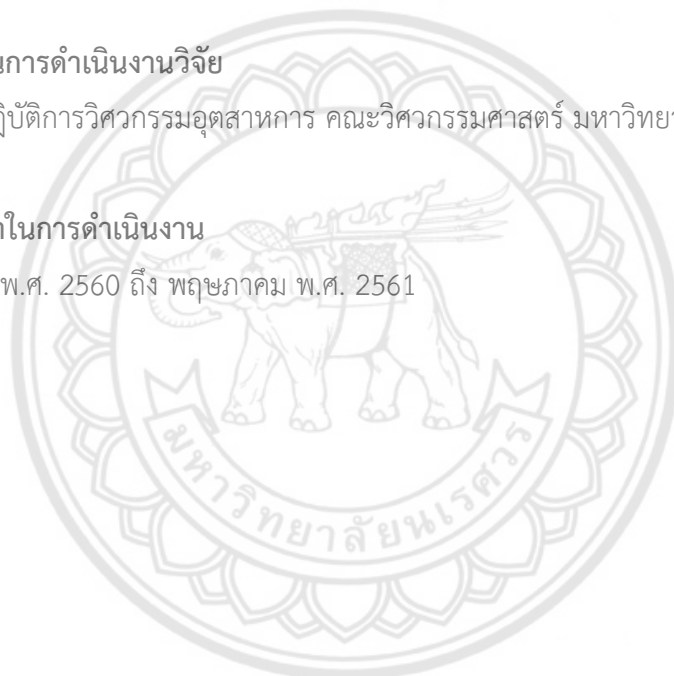 นการดำเนินงานวิจัย
ฏิบัติการวิศวกรรมอุตสาหการ คณะวิศวกรรมศาสตร์ มหาวิทยา
ในการดำเนินงาน
พ.ศ. 2560 ถึง พฤษภาคม พ.ศ. 2561
มหาวิทยาลัยนเรศวร